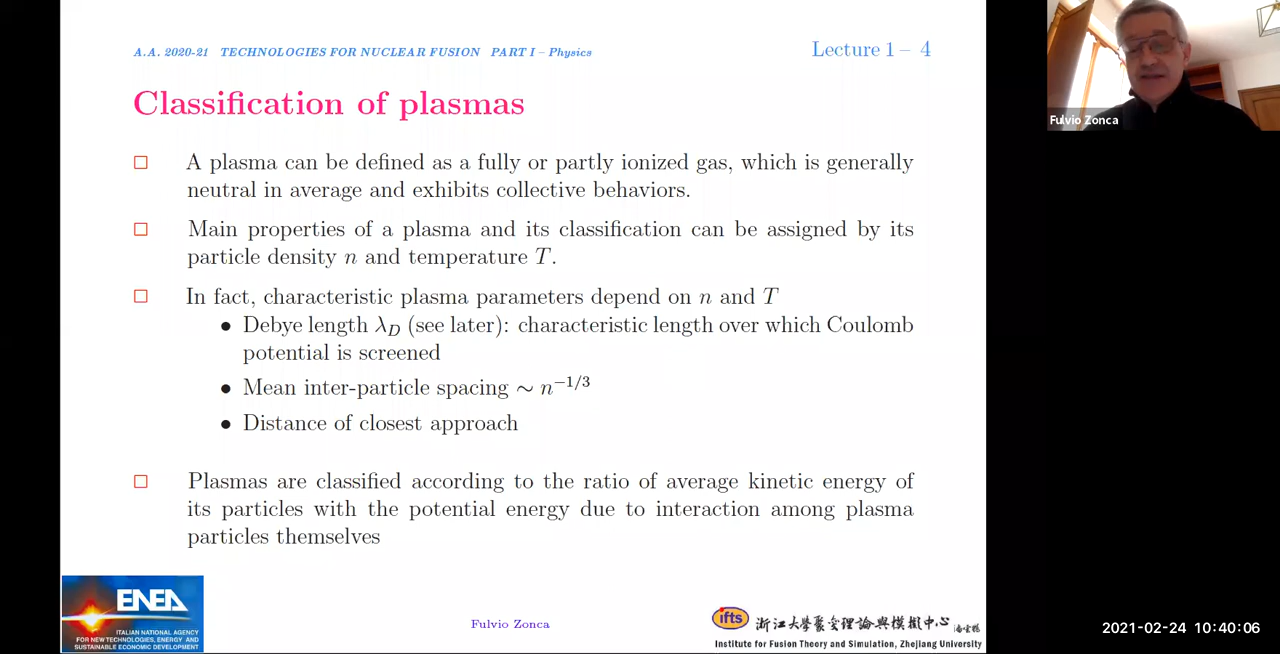 A.A. 2020-21 TECHNOLOGIES FOR NUCLEAR FUSION PART I – Physics
Lecture 1 – 4
Classification of plasmas
A plasma can be defined as a fully or partly ionized gas, which is generally
neutral in average and exhibits collective behaviors.
Main properties of a plasma and its classification can be assigned by its
particle density n and temperature T.
In fact, characteristic plasma parameters depend on n and T
• Debye length λ_D (see later): characteristic length over which Coulomb
potential is screened
• Mean inter-particle spacing ∼ n^{−1/3}
• Distance of closest approach
Plasmas are classified according to the ratio of average kinetic energy of
its particles with the potential energy due to interaction among plasma
particles themselves
ENEA
ITALIAN NATIONAL AGENCY
FOR NEW TECHNOLOGIES, ENERGY AND
SUSTAINABLE ECONOMIC DEVELOPMENT
Fulvio Zonca
ifts
浙江大學聚变理論與模擬中心
Institute for Fusion Theory and Simulation, Zhejiang University
Fulvio Zonca
2021-02-24 10:40:06